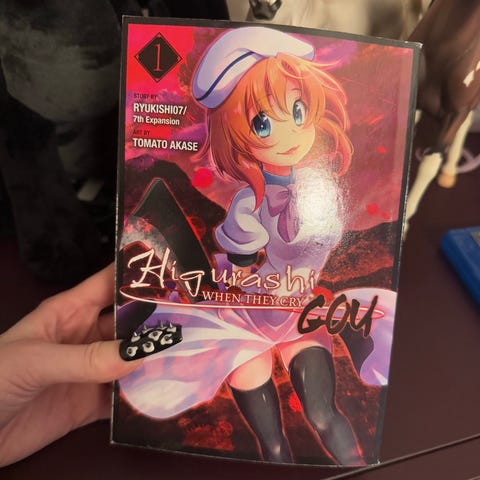 1
STORY BY
RYUKISHI07/
7th Expansion
ART BY
TOMATO AKASE
Higurashi
WHEN THEY CRY
GOU